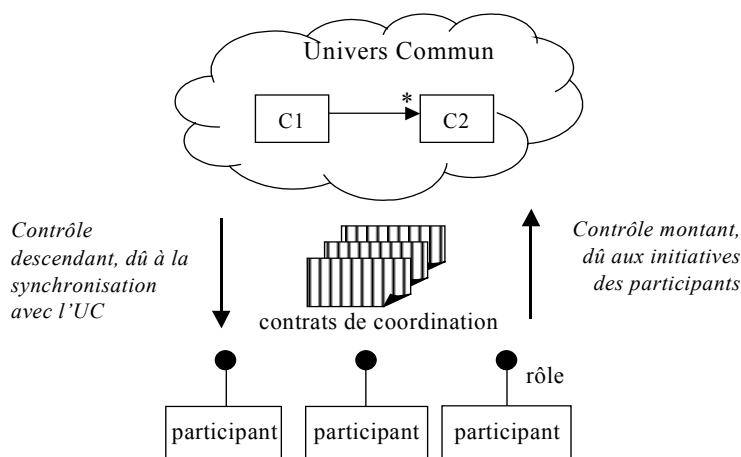 Univers Commun
C1
*
C2
Contrôle
descendant, dû à la
synchronisation
avec l'UC
Contrôle montant,
dû aux initiatives
des participants
contrats de coordination
rôle
participant
participant
participant